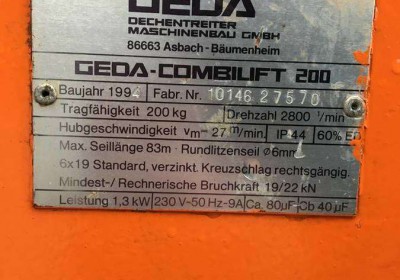 GEDA
DECHENTREITER
MASCHINENBAU GMBH
86663 Asbach - Bäumenheim
GEDA-COMBILIFT 200
Baujahr 1994 Fabr. Nr. 10146 27570
Tragfähigkeit 200 kg Drehzahl 2800 1/min
Hubgeschwindigkeit Vm= 27 m/min. IP 44 60% ED
Max. Seillänge 83m · Rundlitzenseil ∅6mm
6x19 Standard, verzinkt. Kreuzschlag rechtsgängig.
Mindest-/ Rechnerische Bruchkraft 19/22 kN
Leistung 1,3 kW 230 V-50 Hz-9A Ca. 80µF Cb 40 µF